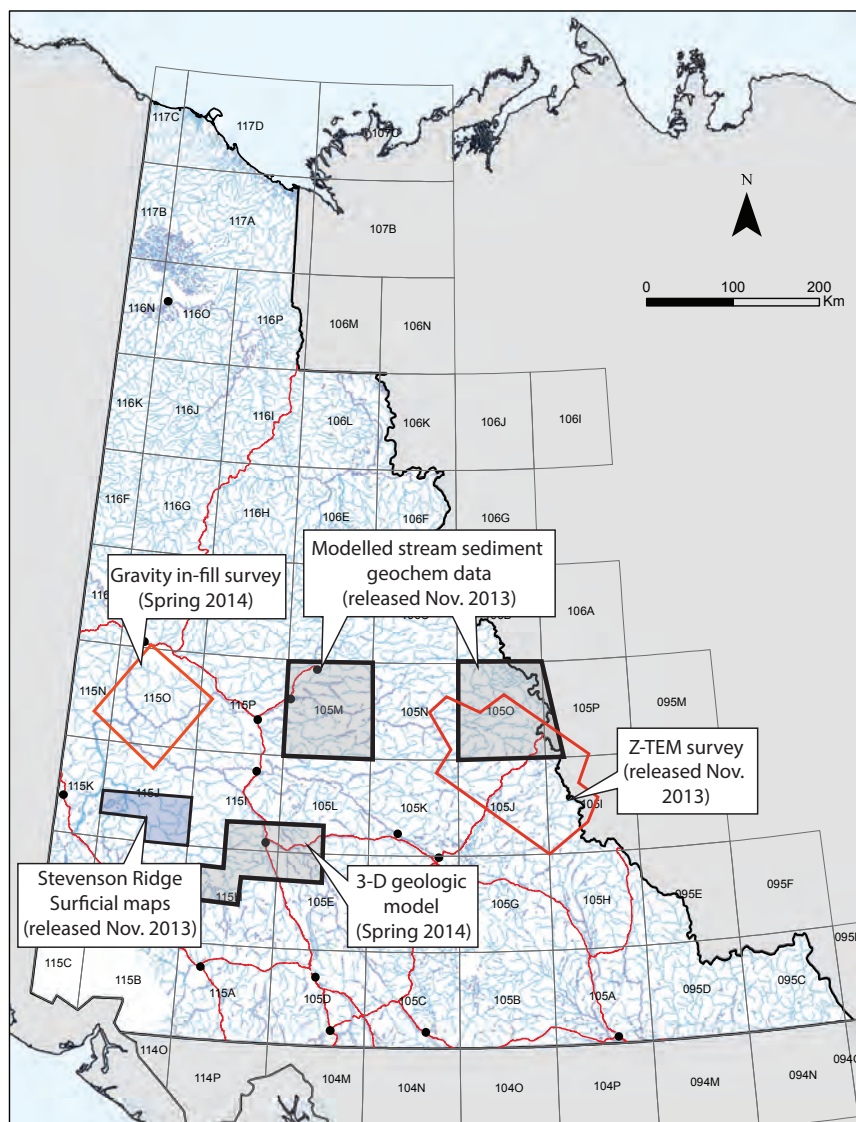 117C
117D
107C
N
117B
117A
107B
0 100 200
Km
116N
116O
116P
106M
106N
116K
116J
116I
106L
106K
106J
106I
116F
116G
116H
106E
106F
106G
Gravity in-fill survey
(Spring 2014)
Modelled stream sediment
geochem data
(released Nov. 2013)
106A
115N
115O
115P
105M
105N
105O
105P
095M
Z-TEM survey
(released Nov.
2013)
115K
115J
115I
105L
105K
105J
105I
Stevenson Ridge
Surficial maps
(released Nov. 2013)
3-D geologic
model
(Spring 2014)
105E
105G
105H
095E
095F
115C
115B
115A
105D
105C
105B
105A
095D
095C
114O
114P
104M
104N
104O
104P
094M
094N